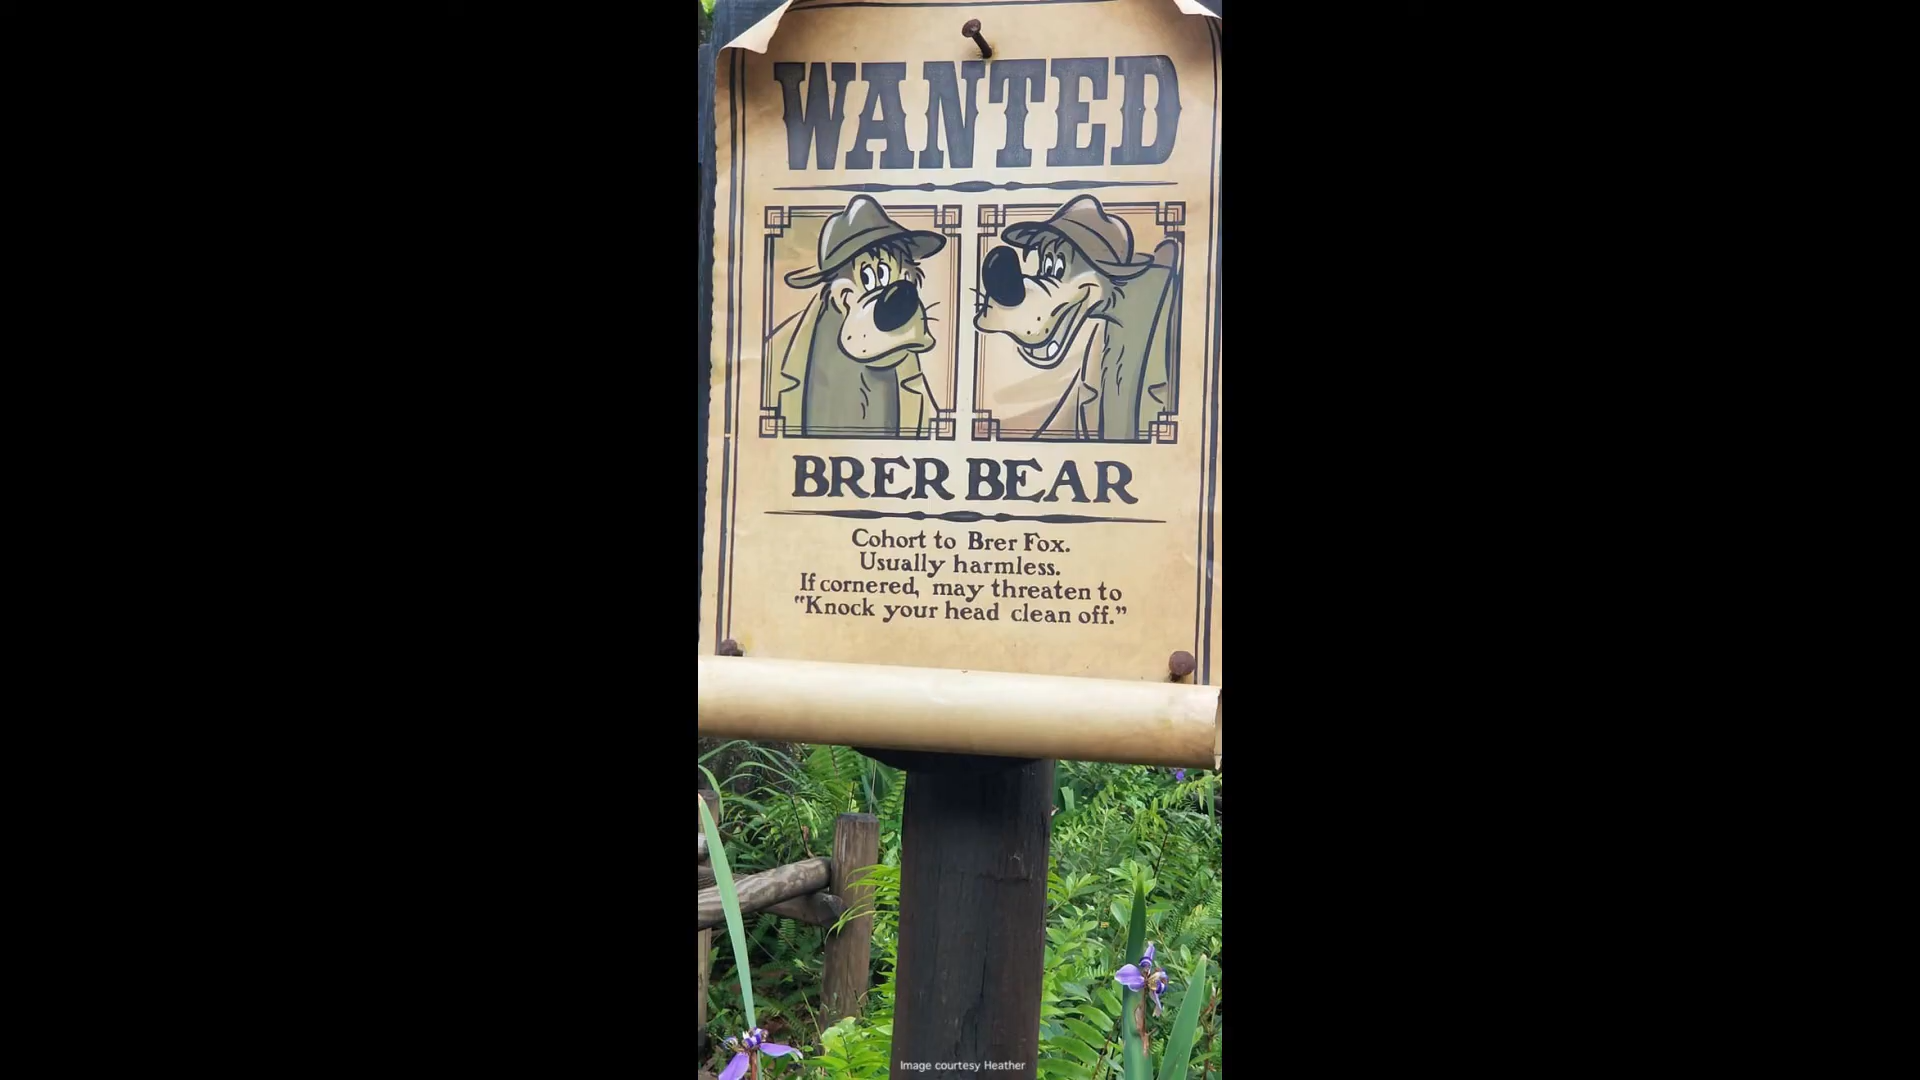 WANTED
BRER BEAR
Cohort to Brer Fox.
Usually harmless.
If cornered, may threaten to
"Knock your head clean off."
Image courtesy Heather